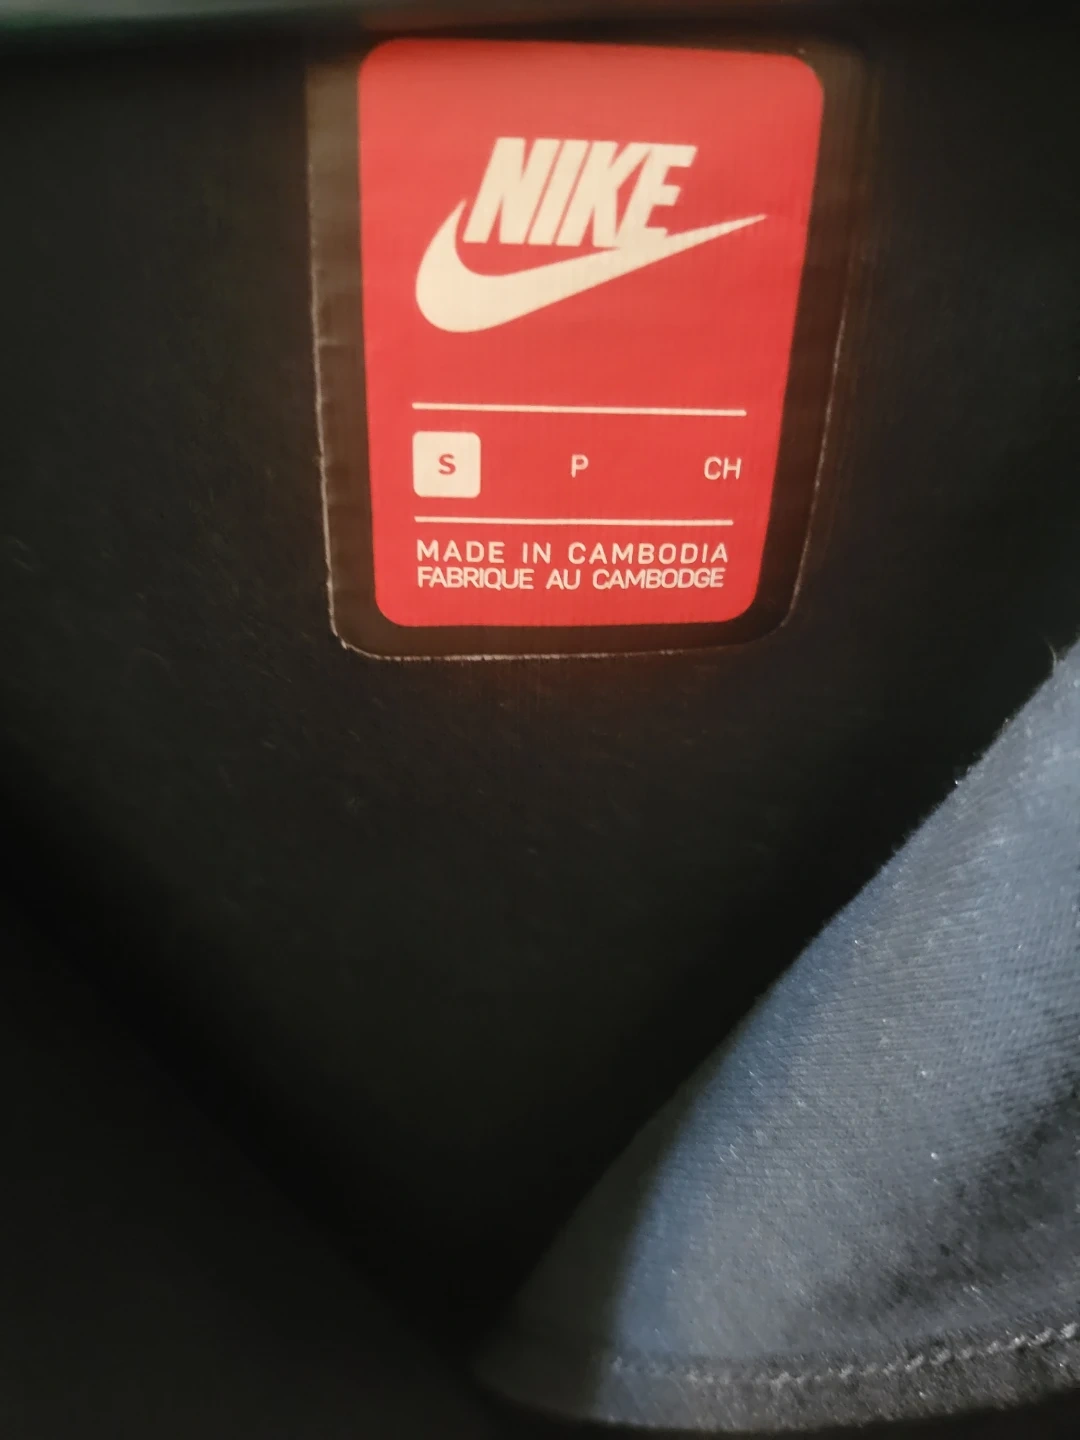 NIKE
S P CH
MADE IN CAMBODIA
FABRIQUE AU CAMBODGE